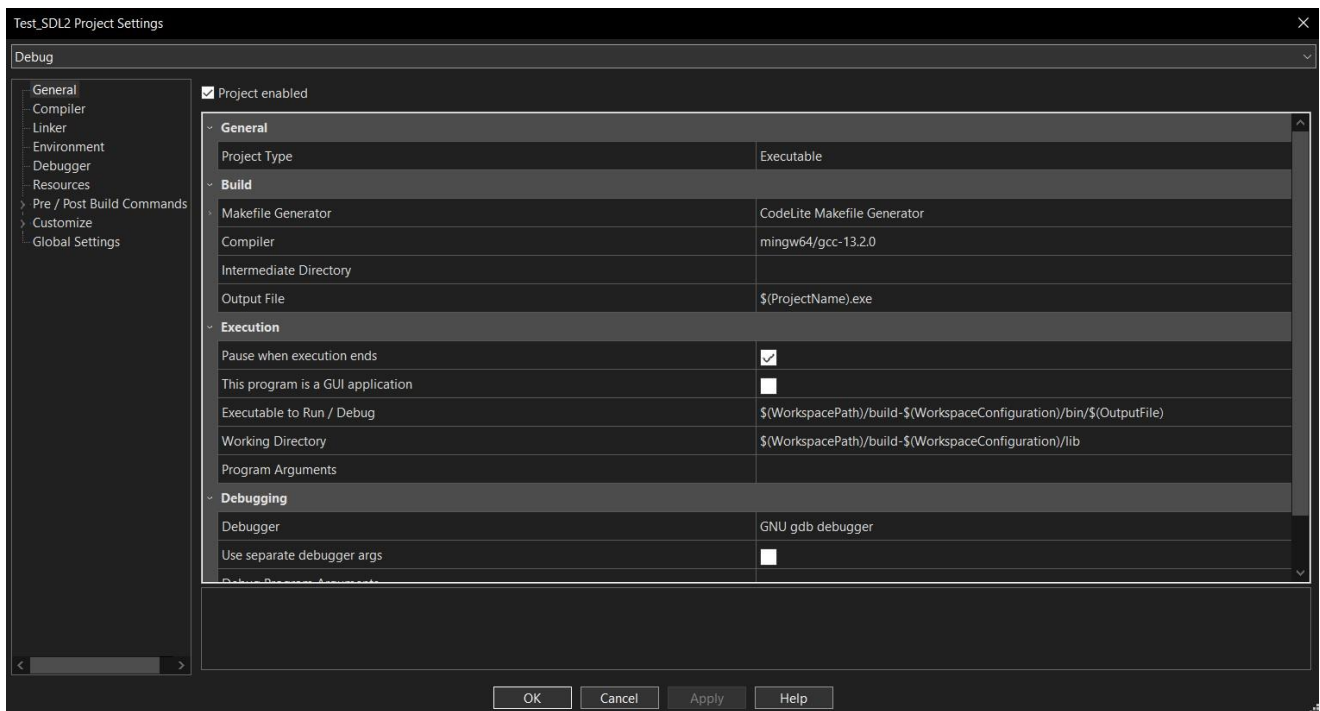 Test_SDL2 Project Settings
Debug
General
Compiler
Linker
Environment
Debugger
Resources
Pre / Post Build Commands
Customize
Global Settings
Project enabled
General
Project Type Executable
Build
Makefile Generator CodeLite Makefile Generator
Compiler mingw64/gcc-13.2.0
Intermediate Directory
Output File $(ProjectName).exe
Execution
Pause when execution ends
This program is a GUI application
Executable to Run / Debug $(WorkspacePath)/build-$(WorkspaceConfiguration)/bin/$(OutputFile)
Working Directory $(WorkspacePath)/build-$(WorkspaceConfiguration)/lib
Program Arguments
Debugging
Debugger GNU gdb debugger
Use separate debugger args
Debug Program Arguments
OK Cancel Apply Help